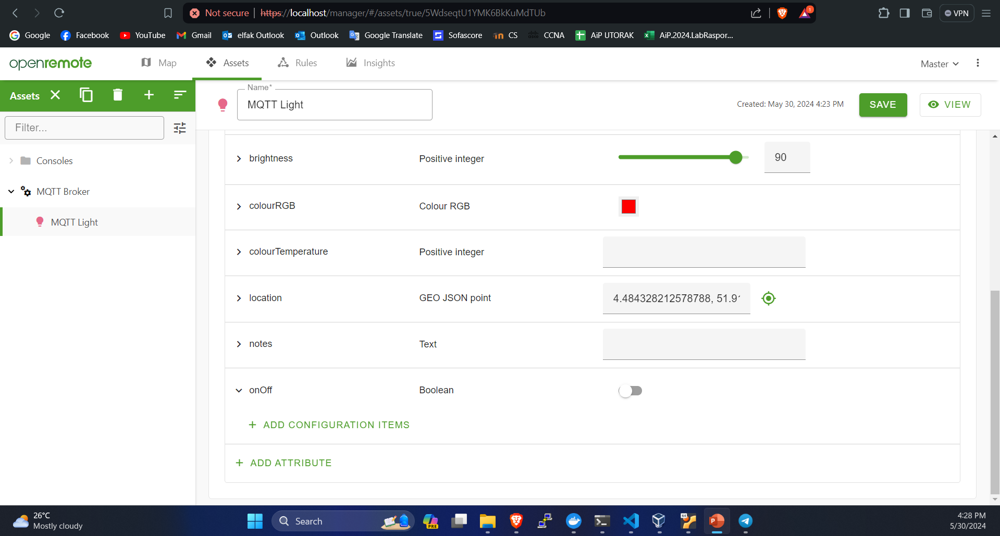 Not secure https://localhost/manager/#/assets/true/5WdseqtU1YMK6BkKuMdTUb 1 VPN
Google Facebook YouTube Gmail elfak Outlook Outlook Google Translate Sofascore CS CCNA AiP UTORAK AiP.2024.LabRaspor...
openremote Map Assets Rules Insights Master
Assets
Name*
MQTT Light
Created: May 30, 2024 4:23 PM
SAVE
VIEW
Filter...
Consoles
MQTT Broker
MQTT Light
brightness Positive integer 90
colourRGB Colour RGB
colourTemperature Positive integer
location GEO JSON point 4.484328212578788, 51.91
notes Text
onOff Boolean
+ ADD CONFIGURATION ITEMS
+ ADD ATTRIBUTE
26°C
Mostly cloudy
Search
PRE
64
P
4:28 PM
5/30/2024